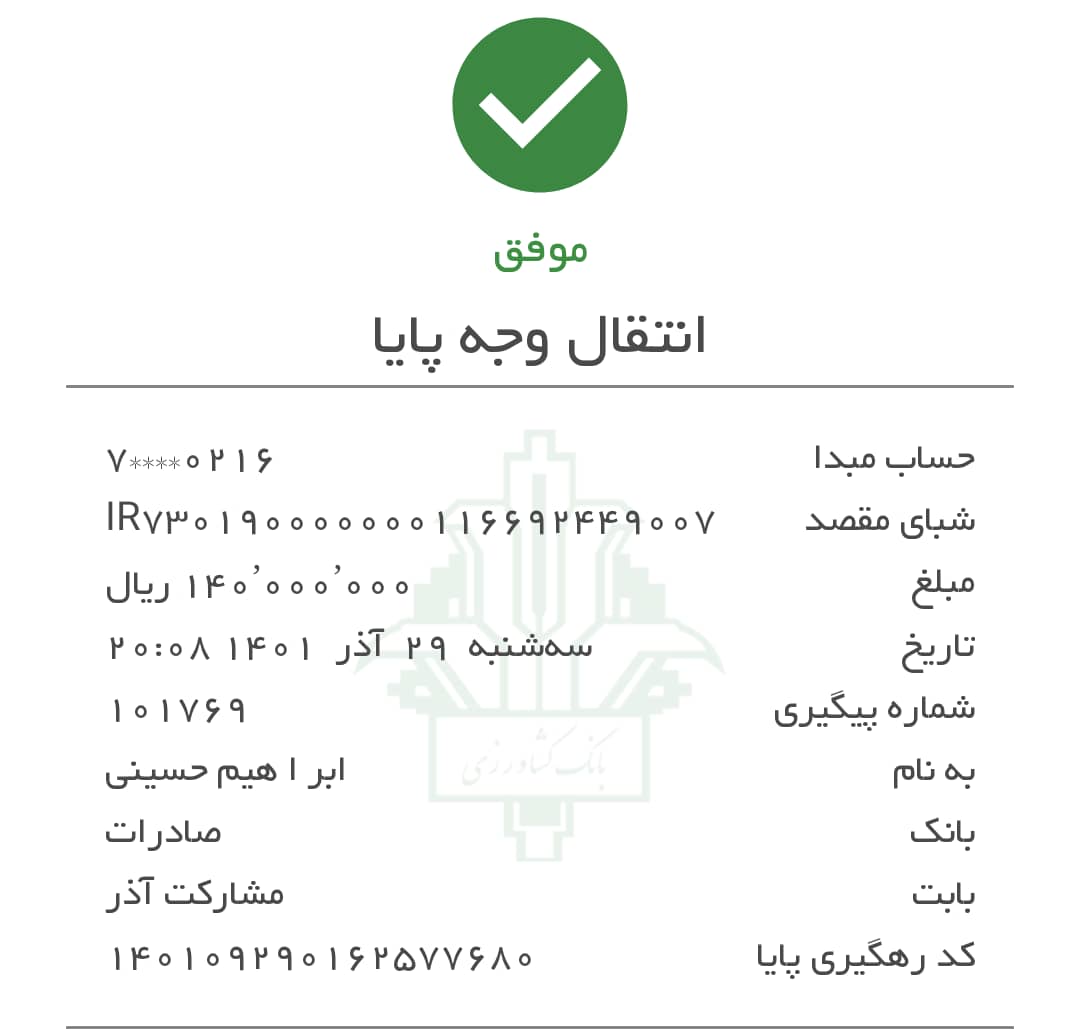 موفق
انتقال وجه پایا
حساب مبدا ۷****۰۲۱۶
شبای مقصد IR۷۳۰۱۹۰۰۰۰۰۰۰۰۱۱۶۶۹۲۴۴۹۰۰۷
مبلغ ۱۴۰٬۰۰۰٬۰۰۰ ریال
تاریخ سه‌شنبه ۲۹ آذر ۱۴۰۱ ۲۰:۰۸
شماره پیگیری ۱۰۱۷۶۹
به نام ابر ا هیم حسینی
بانک صادرات
بابت مشارکت آذر
کد رهگیری پایا ۱۴۰۱۰۹۲۹۰۱۶۲۵۷۷۶۸۰
بانک کشاورزی